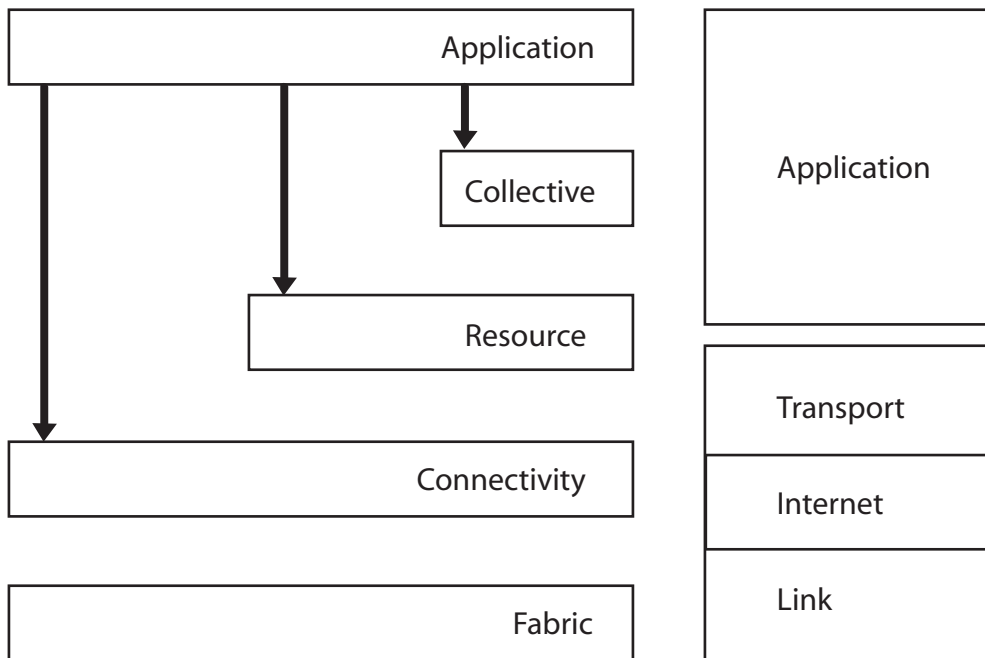 Application
Collective
Resource
Connectivity
Fabric
Application
Transport
Internet
Link